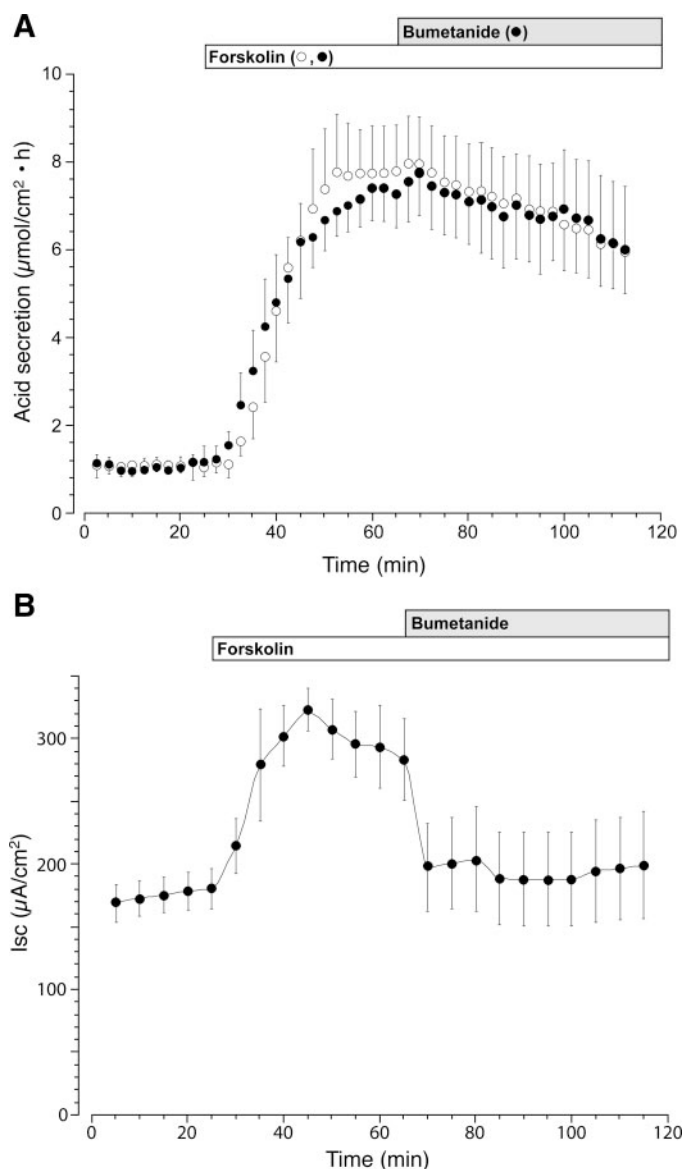 A
Bumetanide (●)
Forskolin (○, ●)
Acid secretion (µmol/cm² • h)
10
8
6
4
2
0
0 20 40 60 80 100 120
Time (min)
B
Bumetanide
Forskolin
Isc (µA/cm²)
300
200
100
0
0 20 40 60 80 100 120
Time (min)